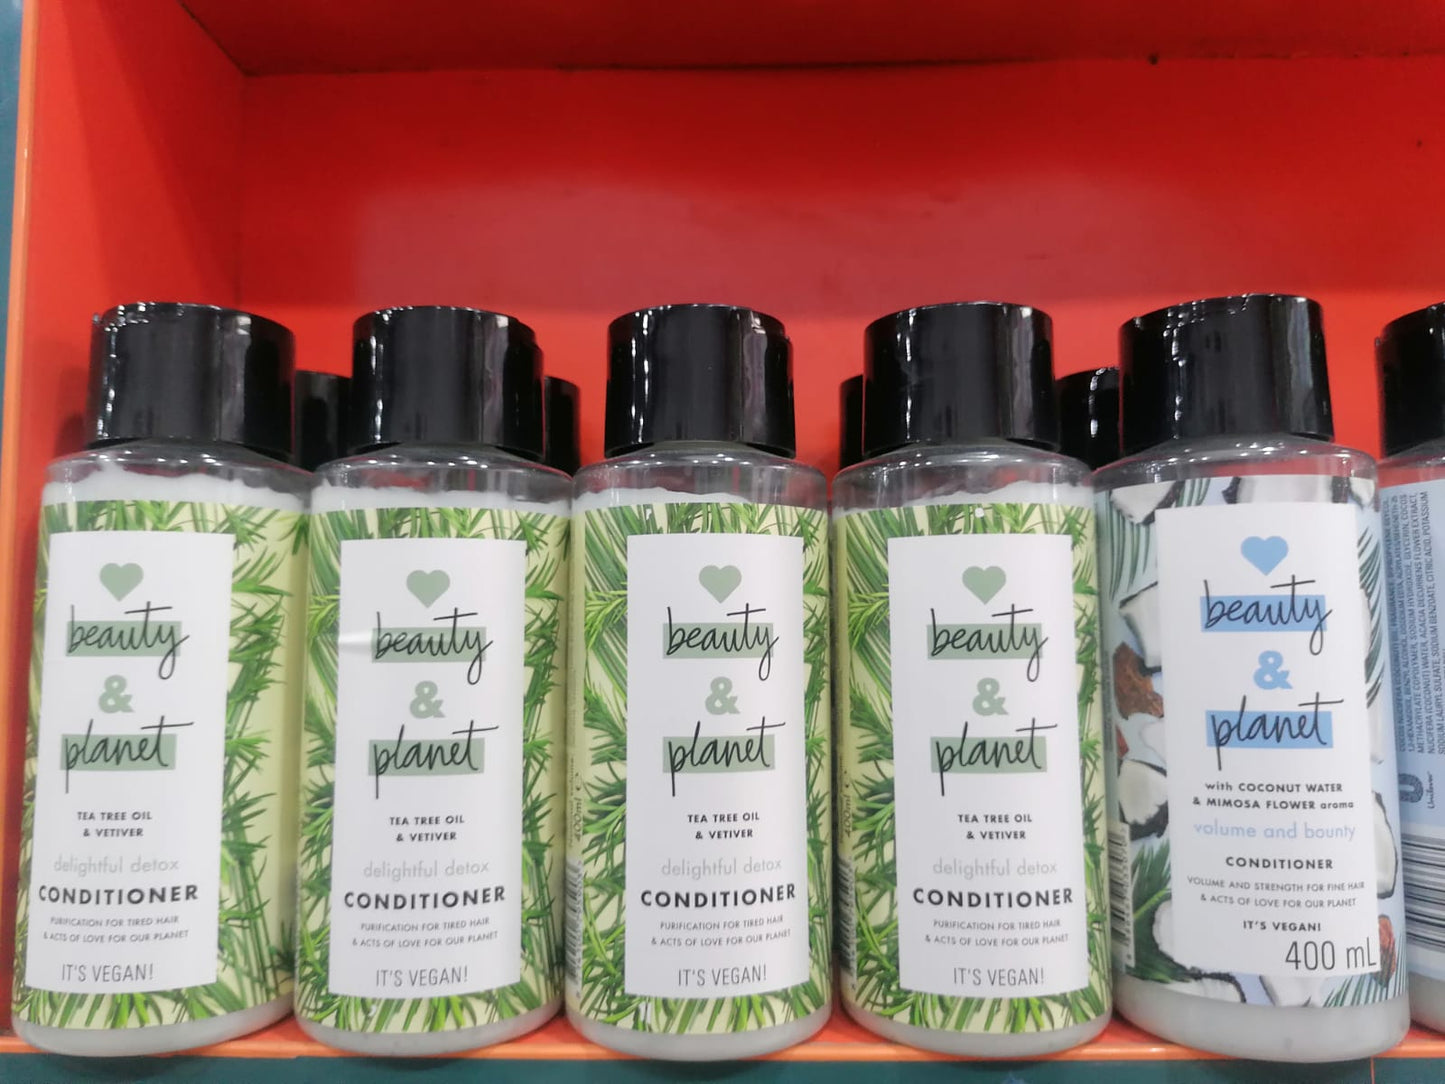 beauty
&
planet
TEA TREE OIL
& VETIVER
delightful detox
CONDITIONER
PURIFICATION FOR TIRED HAIR
& ACTS OF LOVE FOR OUR PLANET
IT'S VEGAN!
beauty
&
planet
TEA TREE OIL
& VETIVER
delightful detox
CONDITIONER
PURIFICATION FOR TIRED HAIR
& ACTS OF LOVE FOR OUR PLANET
IT'S VEGAN!
400ml e
beauty
&
planet
TEA TREE OIL
& VETIVER
delightful detox
CONDITIONER
PURIFICATION FOR TIRED HAIR
& ACTS OF LOVE FOR OUR PLANET
IT'S VEGAN!
400ml e
beauty
&
planet
TEA TREE OIL
& VETIVER
delightful detox
CONDITIONER
PURIFICATION FOR TIRED HAIR
& ACTS OF LOVE FOR OUR PLANET
IT'S VEGAN!
beauty
&
planet
with COCONUT WATER
& MIMOSA FLOWER aroma
volume and bounty
CONDITIONER
VOLUME AND STRENGTH FOR FINE HAIR
& ACTS OF LOVE FOR OUR PLANET
IT'S VEGAN!
400 mL
Unilever